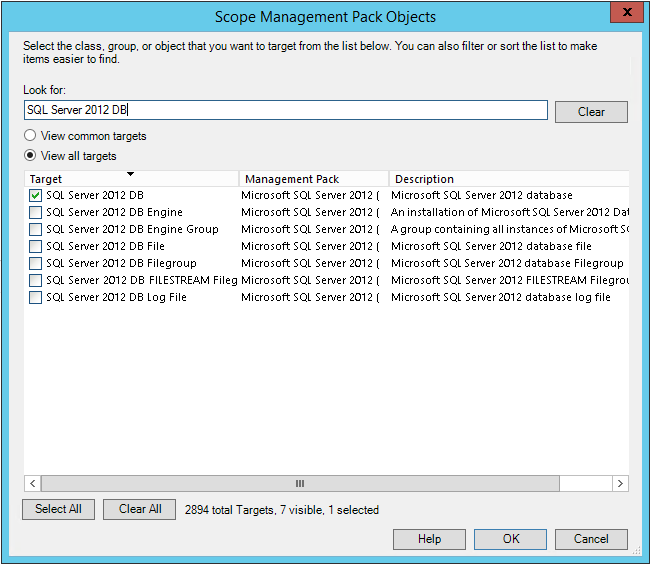 Scope Management Pack Objects
x
Select the class, group, or object that you want to target from the list below. You can also filter or sort the list to make
items easier to find.
Look for:
SQL Server 2012 DB
Clear
View common targets
View all targets
Target Management Pack Description
SQL Server 2012 DB Microsoft SQL Server 2012 ( Microsoft SQL Server 2012 database
SQL Server 2012 DB Engine Microsoft SQL Server 2012 ( An installation of Microsoft SQL Server 2012 Dat
SQL Server 2012 DB Engine Group Microsoft SQL Server 2012 ( A group containing all instances of Microsoft S
SQL Server 2012 DB File Microsoft SQL Server 2012 ( Microsoft SQL Server 2012 database file
SQL Server 2012 DB Filegroup Microsoft SQL Server 2012 ( Microsoft SQL Server 2012 database Filegroup
SQL Server 2012 DB FILESTREAM Fileg Microsoft SQL Server 2012 ( Microsoft SQL Server 2012 FILESTREAM Filegrou
SQL Server 2012 DB Log File Microsoft SQL Server 2012 ( Microsoft SQL Server 2012 database log file
Select All Clear All 2894 total Targets, 7 visible, 1 selected
Help OK Cancel